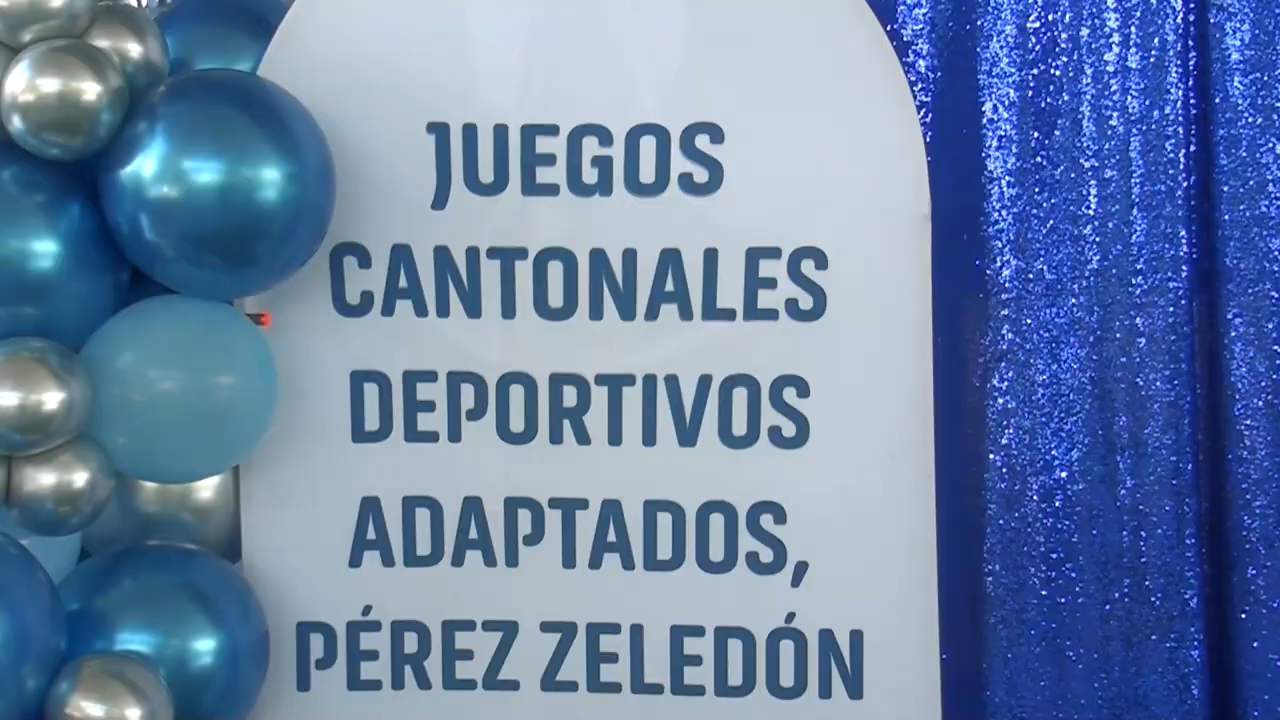 JUEGOS
CANTONALES
DEPORTIVOS
ADAPTADOS,
PÉREZ ZELEDÓN